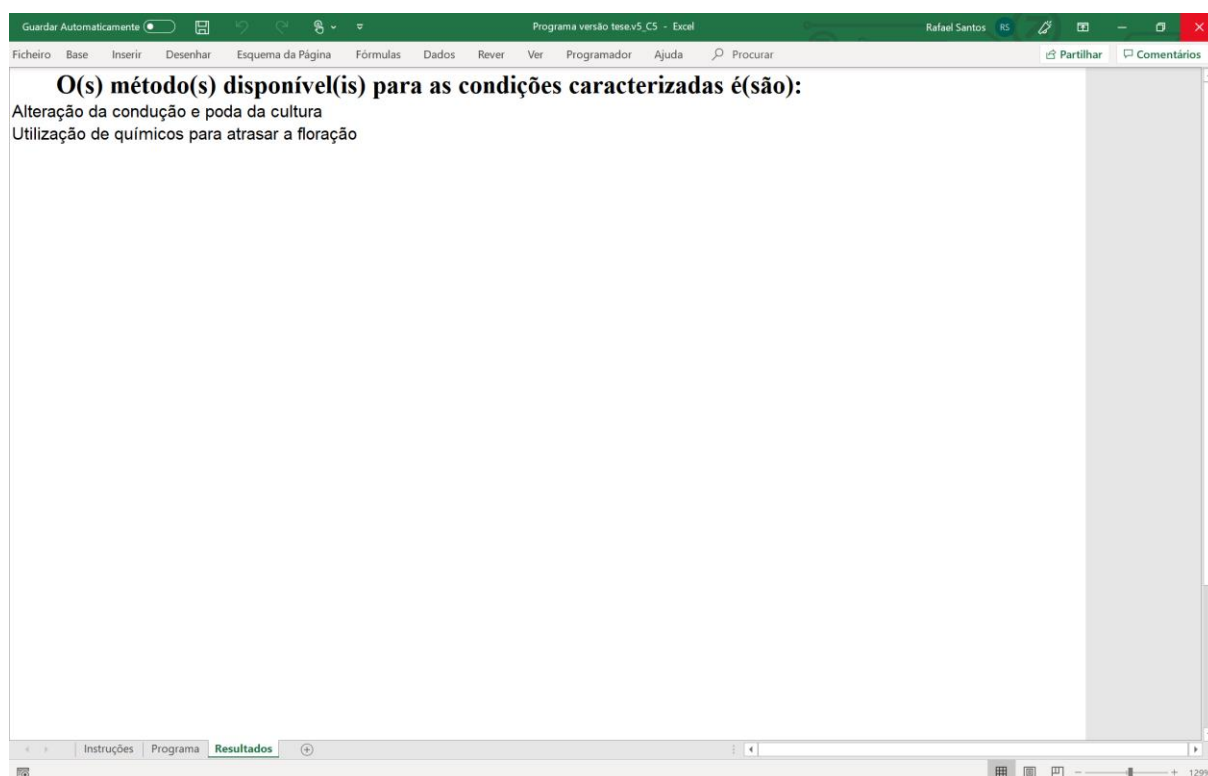 Guardar Automaticamente
Programa versão tese.v5_C5 - Excel
Rafael Santos RS
Ficheiro Base Inserir Desenhar Esquema da Página Fórmulas Dados Rever Ver Programador Ajuda Procurar Partilhar Comentários
O(s) método(s) disponível(is) para as condições caracterizadas é(são):
Alteração da condução e poda da cultura
Utilização de químicos para atrasar a floração
Instruções Programa Resultados